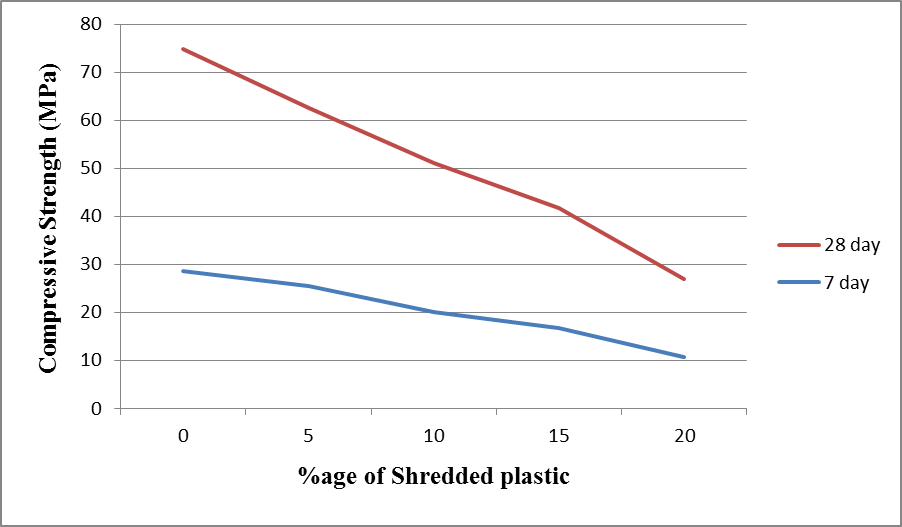 80
70
60
50
40
30
20
10
0
Compressive Strength (MPa)
0 5 10 15 20
%age of Shredded plastic
28 day
7 day